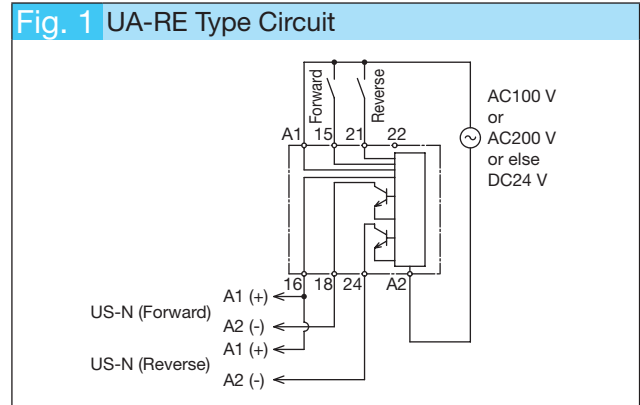 Fig. 1 UA-RE Type Circuit
Forward
Reverse
AC100 V
or
AC200 V
or else
DC24 V
A1 15 21 22
16 18 24 A2
US-N (Forward)
A1 (+)
A2 (-)
US-N (Reverse)
A1 (+)
A2 (-)